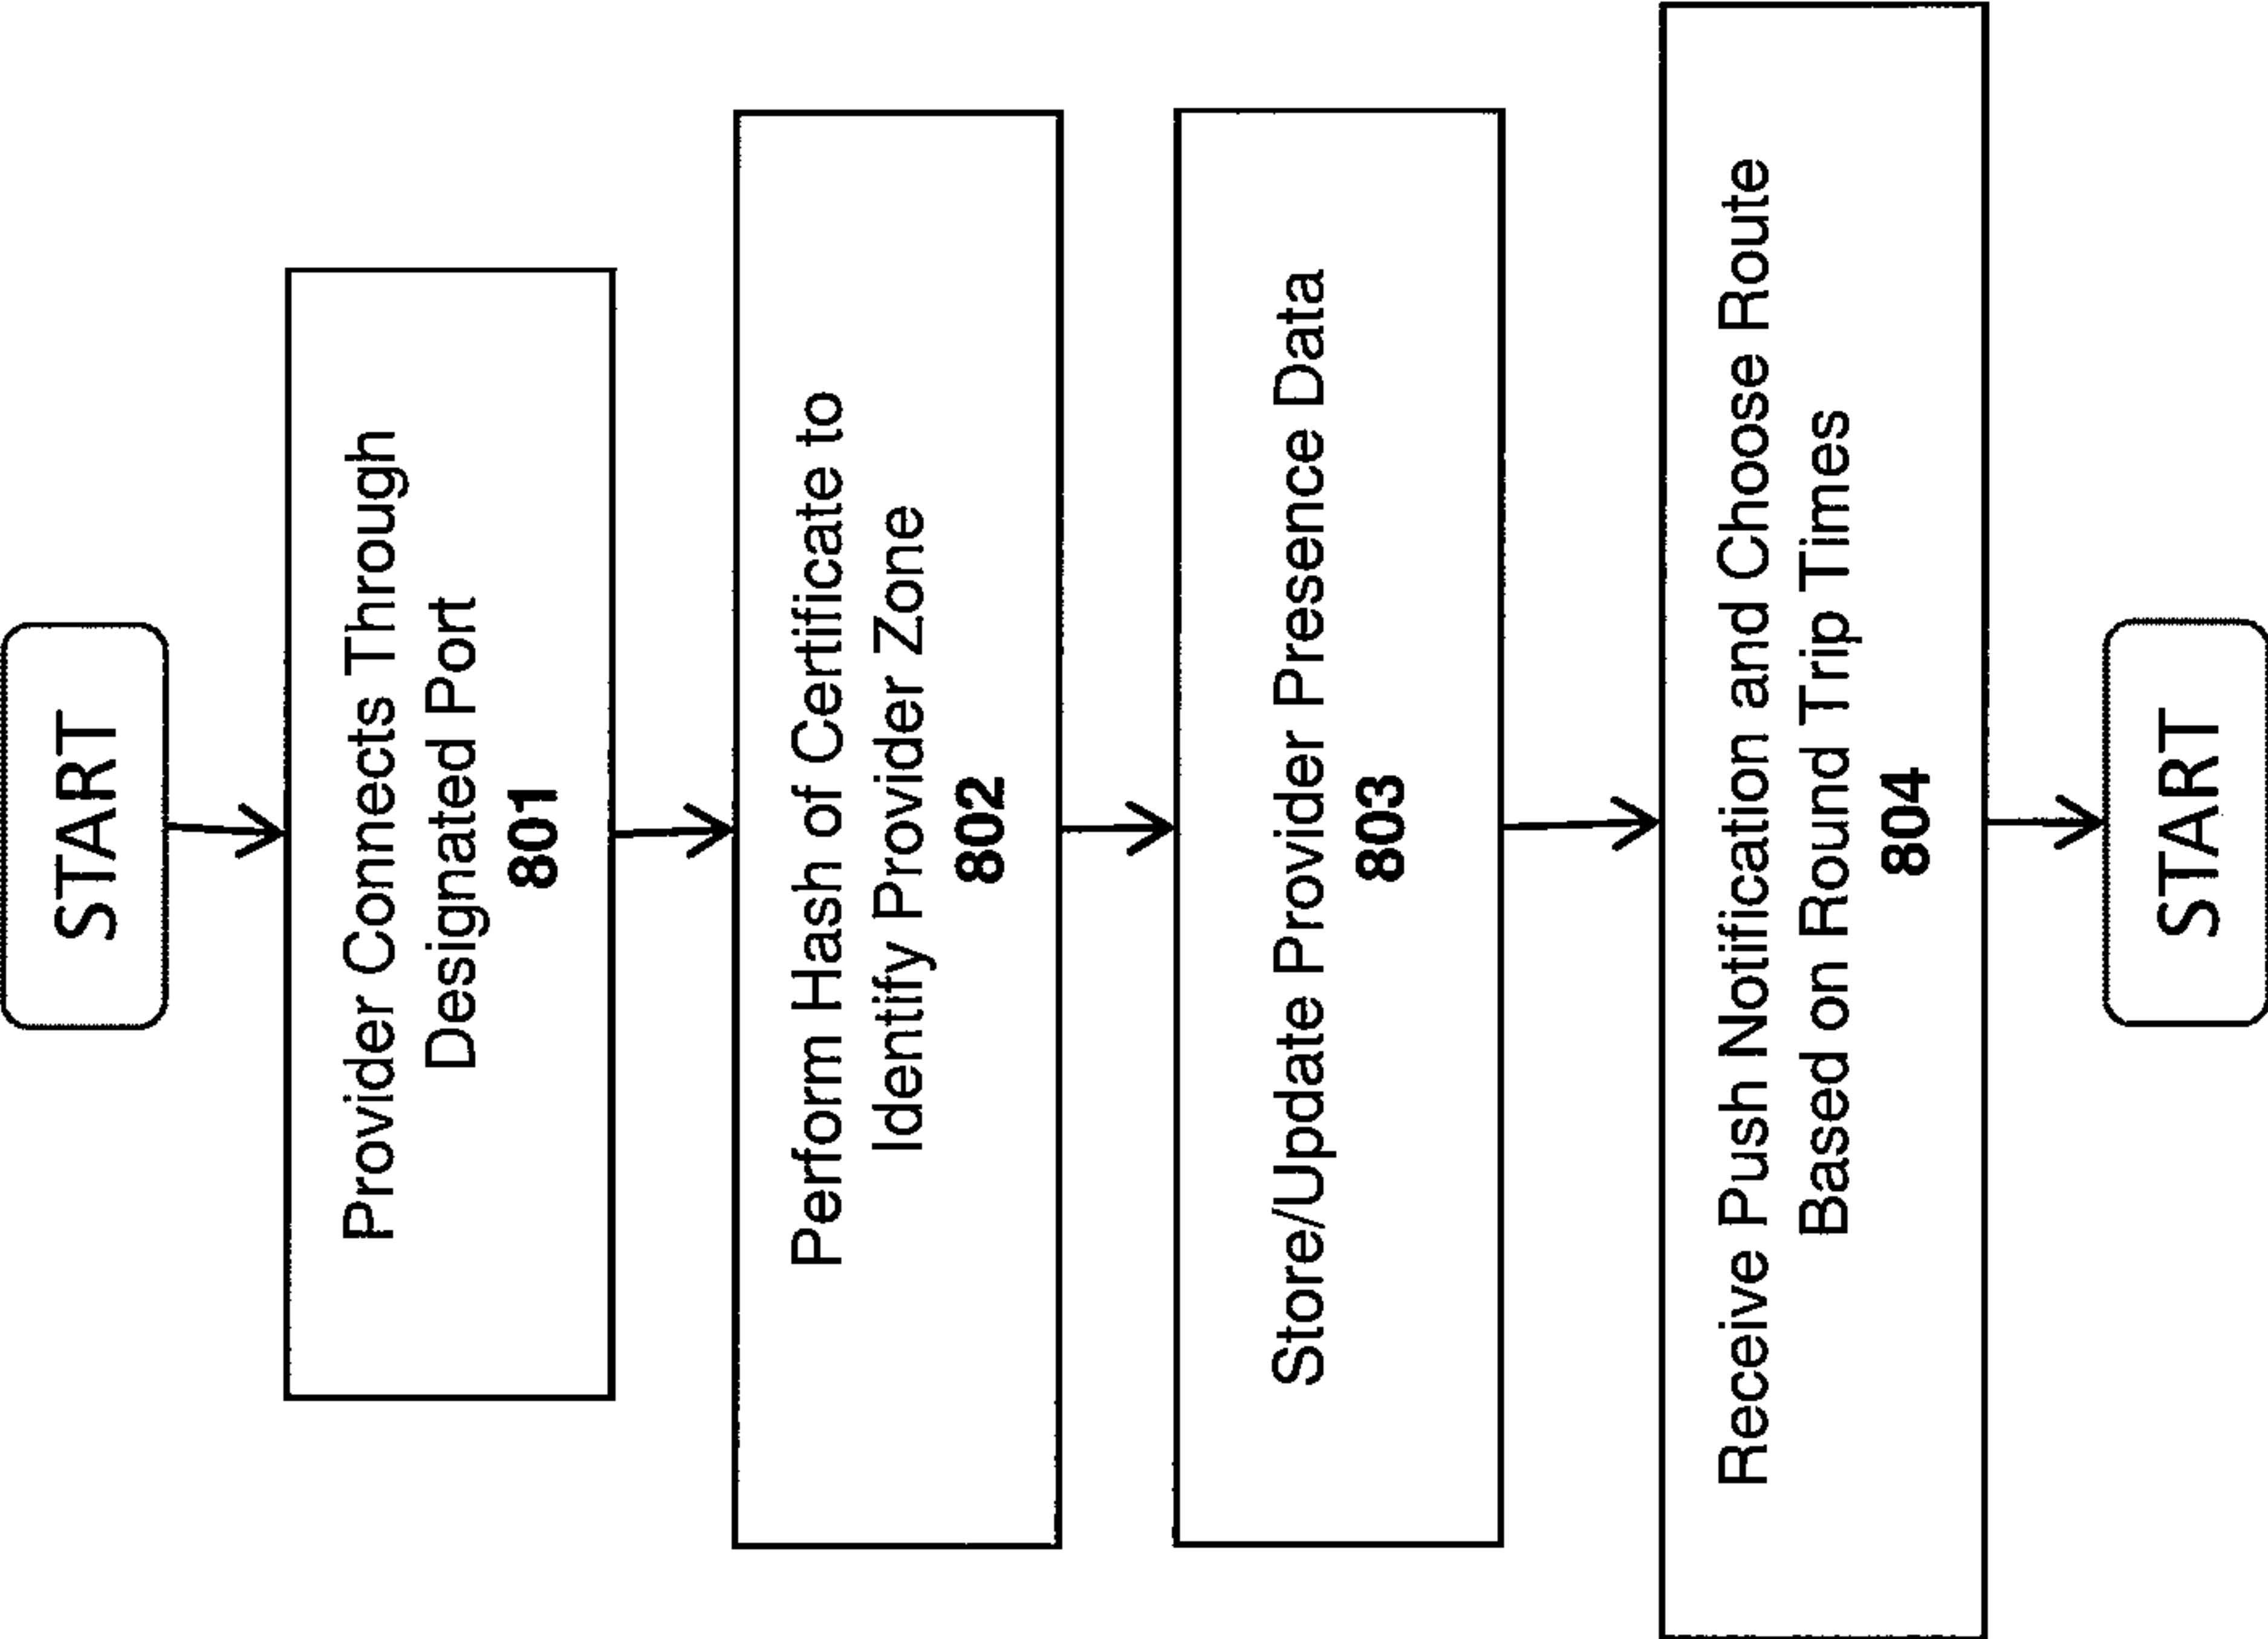 START
Provider Connects Through
Designated Port
801
Perform Hash of Certificate to
Identify Provider Zone
802
Store/Update Provider Presence Data
803
Receive Push Notification and Choose Route
Based on Round Trip Times
804
START